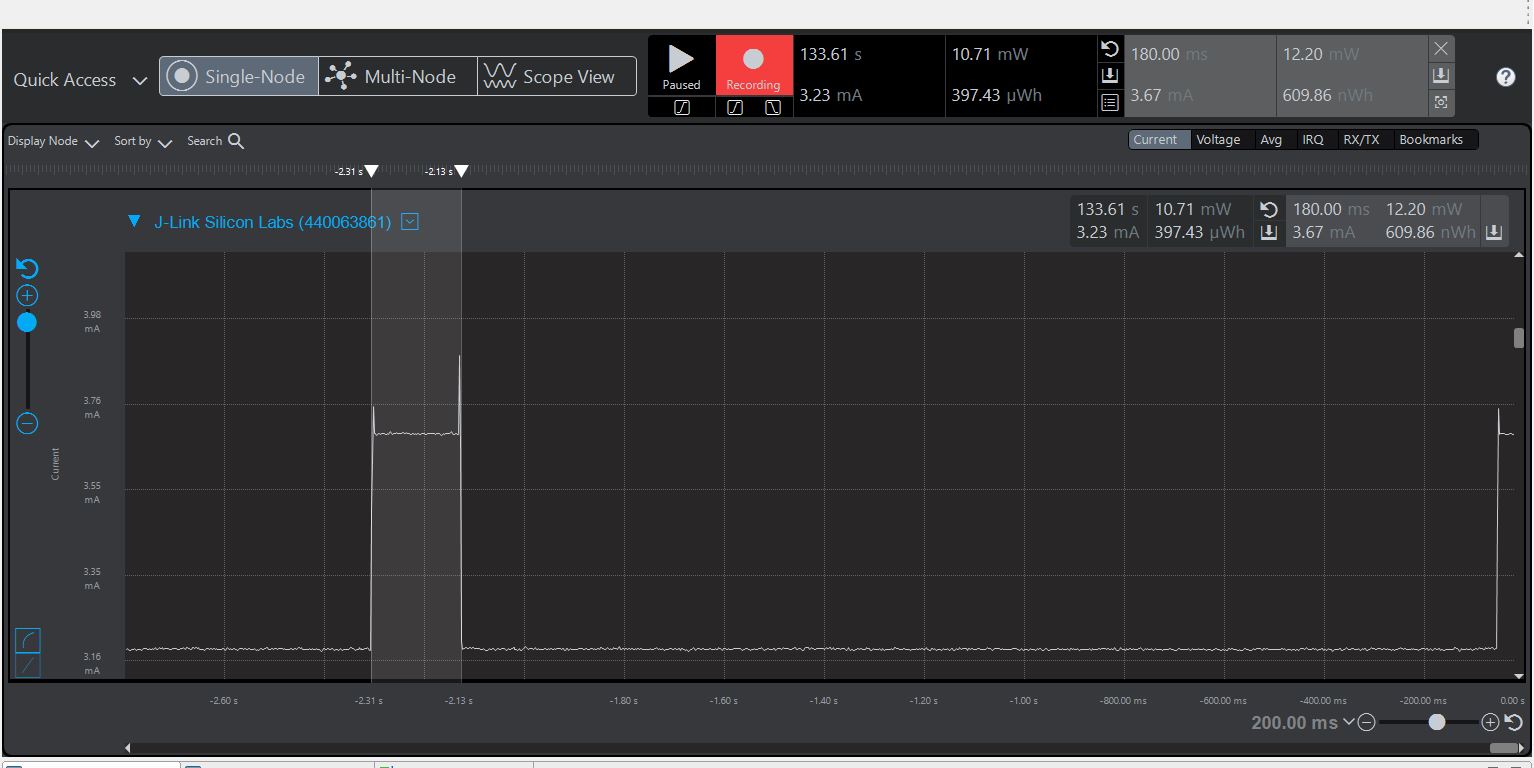 Quick Access
Single-Node
Multi-Node
Scope View
Paused
Recording
133.61 s
3.23 mA
10.71 mW
397.43 µWh
180.00 ms
3.67 mA
12.20 mW
609.86 nWh
?
Display Node
Sort by
Search
Current
Voltage
Avg
IRQ
RX/TX
Bookmarks
-2.31 s
-2.13 s
J-Link Silicon Labs (440063861)
133.61 s 10.71 mW
3.23 mA 397.43 µWh
180.00 ms 12.20 mW
3.67 mA 609.86 nWh
3.98
mA
3.76
mA
Current
3.55
mA
3.35
mA
3.16
mA
-2.60 s -2.31 s -2.13 s -1.80 s -1.60 s -1.40 s -1.20 s -1.00 s -800.00 ms -600.00 ms -400.00 ms -200.00 ms 0.00 s
200.00 ms